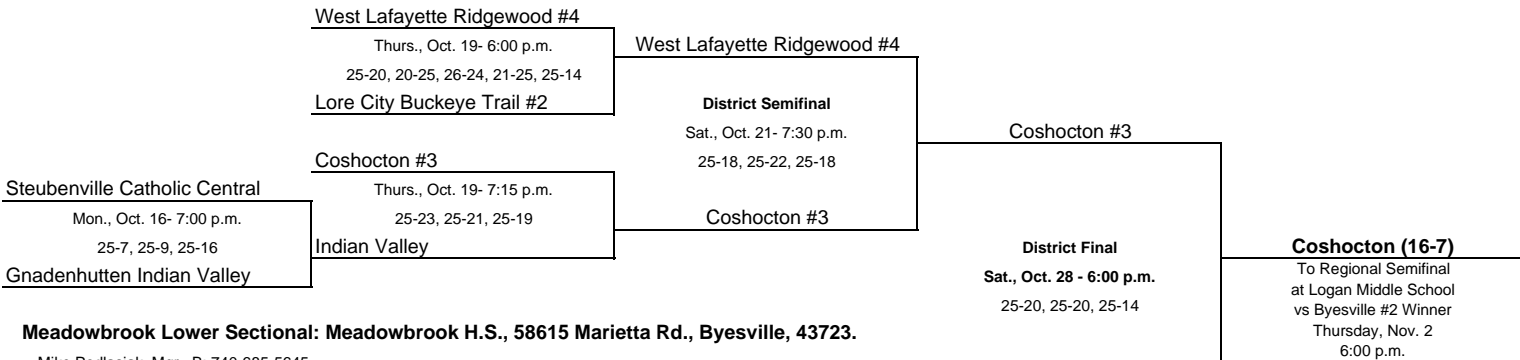 West Lafayette Ridgewood #4
Thurs., Oct. 19- 6:00 p.m.
25-20, 20-25, 26-24, 21-25, 25-14
Lore City Buckeye Trail #2
West Lafayette Ridgewood #4
District Semifinal
Sat., Oct. 21- 7:30 p.m.
25-18, 25-22, 25-18
Coshocton #3
Coshocton #3
Thurs., Oct. 19- 7:15 p.m.
25-23, 25-21, 25-19
Indian Valley
Steubenville Catholic Central
Mon., Oct. 16- 7:00 p.m.
25-7, 25-9, 25-16
Gnadenhutten Indian Valley
Coshocton #3
District Final
Sat., Oct. 28 - 6:00 p.m.
25-20, 25-20, 25-14
Coshocton (16-7)
To Regional Semifinal
at Logan Middle School
vs Byesville #2 Winner
Thursday, Nov. 2
6:00 p.m.
Meadowbrook Lower Sectional: Meadowbrook H.S., 58615 Marietta Rd., Byesville, 43723.